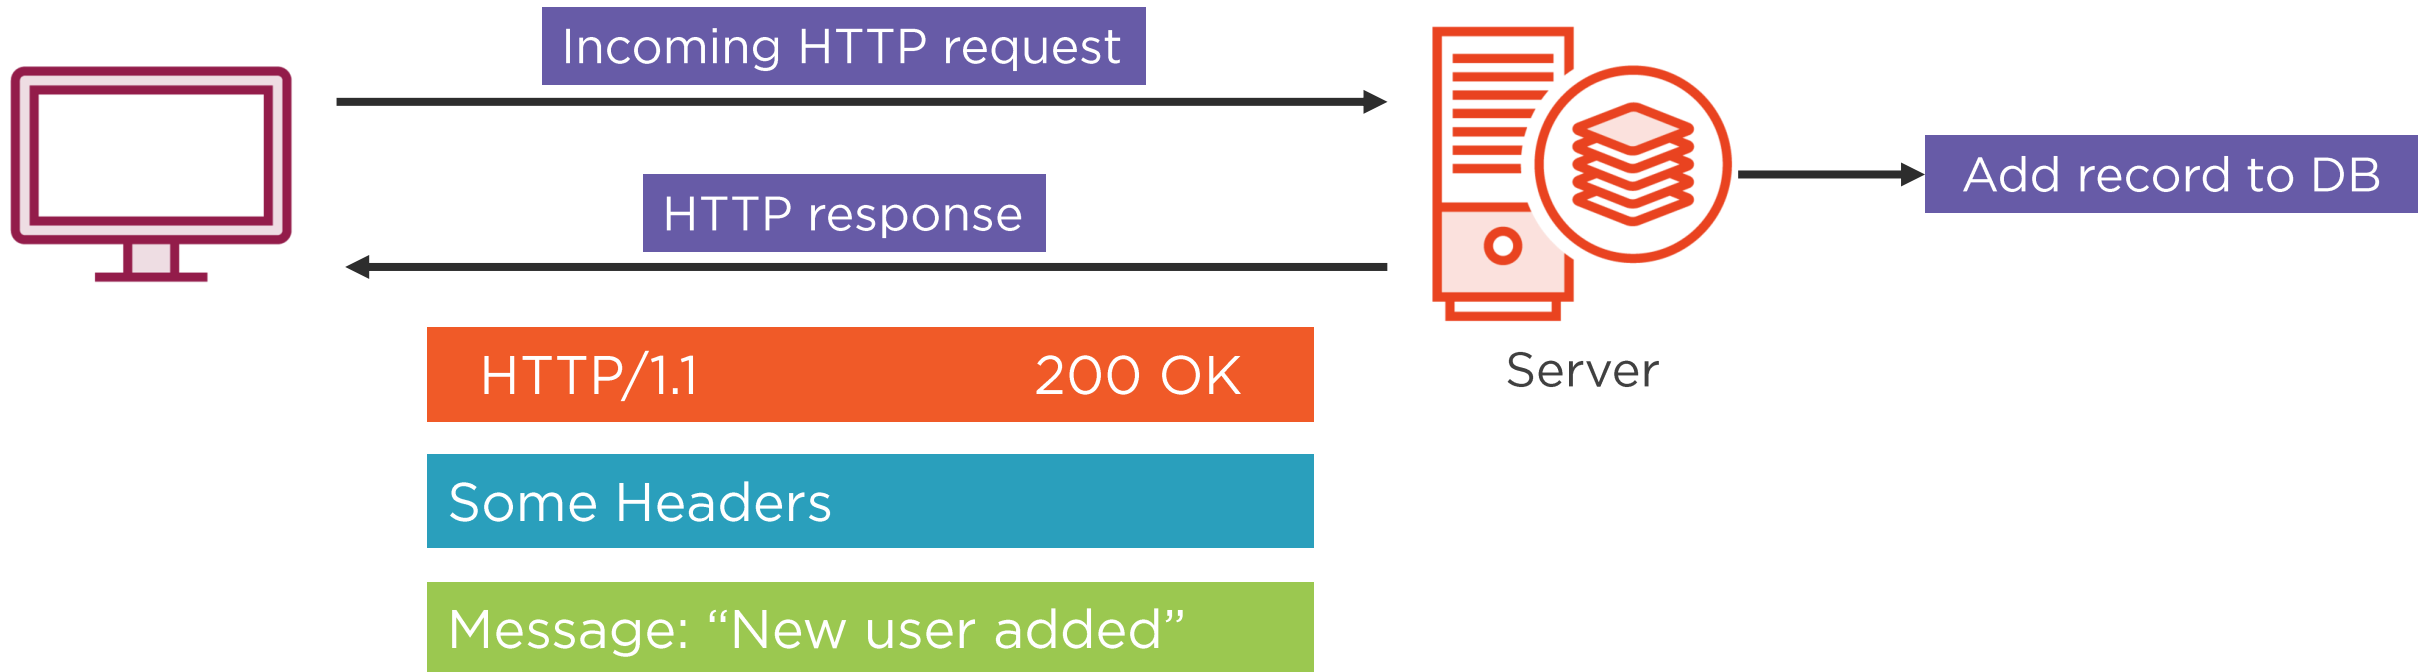 Incoming HTTP request
HTTP response
Add record to DB
HTTP/1.1 200 OK
Server
Some Headers
Message: “New user added”